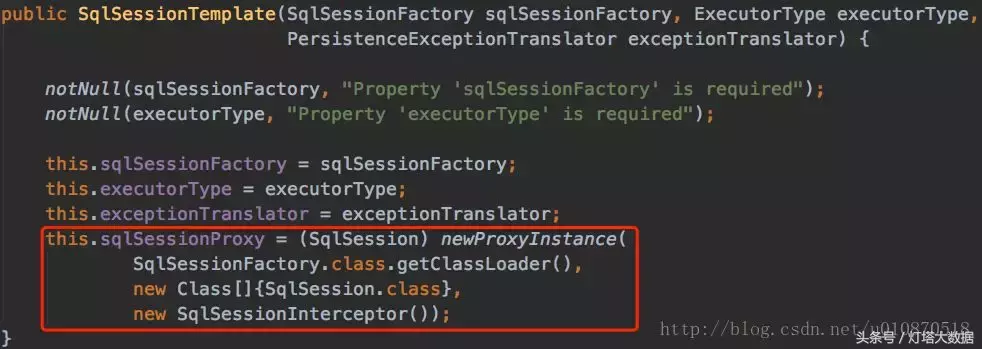 public SqlSessionTemplate(SqlSessionFactory sqlSessionFactory, ExecutorType executorType,
PersistenceExceptionTranslator exceptionTranslator) {
notNull(sqlSessionFactory, "Property 'sqlSessionFactory' is required");
notNull(executorType, "Property 'executorType' is required");
this.sqlSessionFactory = sqlSessionFactory;
this.executorType = executorType;
this.exceptionTranslator = exceptionTranslator;
this.sqlSessionProxy = (SqlSession) newProxyInstance(
SqlSessionFactory.class.getClassLoader(),
new Class[]{SqlSession.class},
new SqlSessionInterceptor());
}
http://blog.csdn.net/u010870518
头条号 / 灯塔大数据